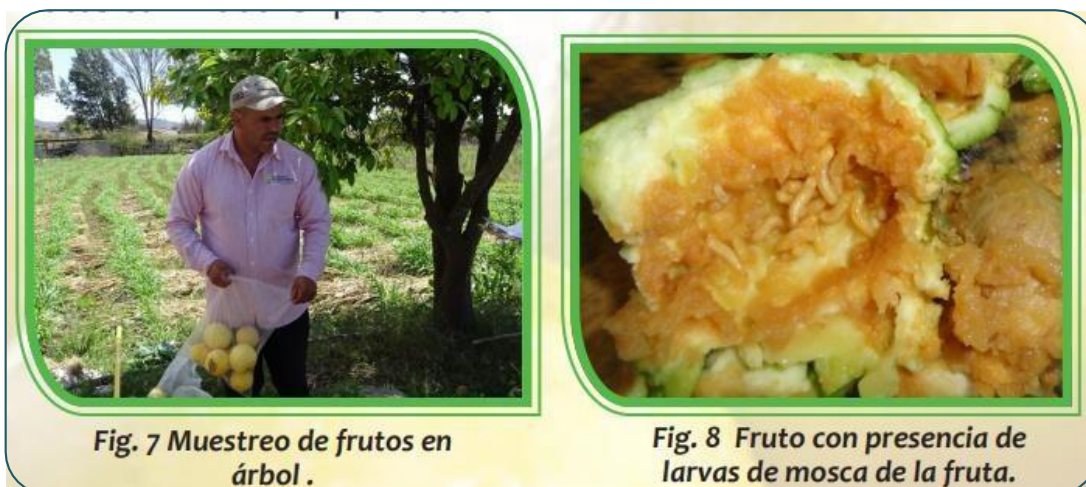 Fig. 7 Muestreo de frutos en
árbol .
Fig. 8 Fruto con presencia de
larvas de mosca de la fruta.